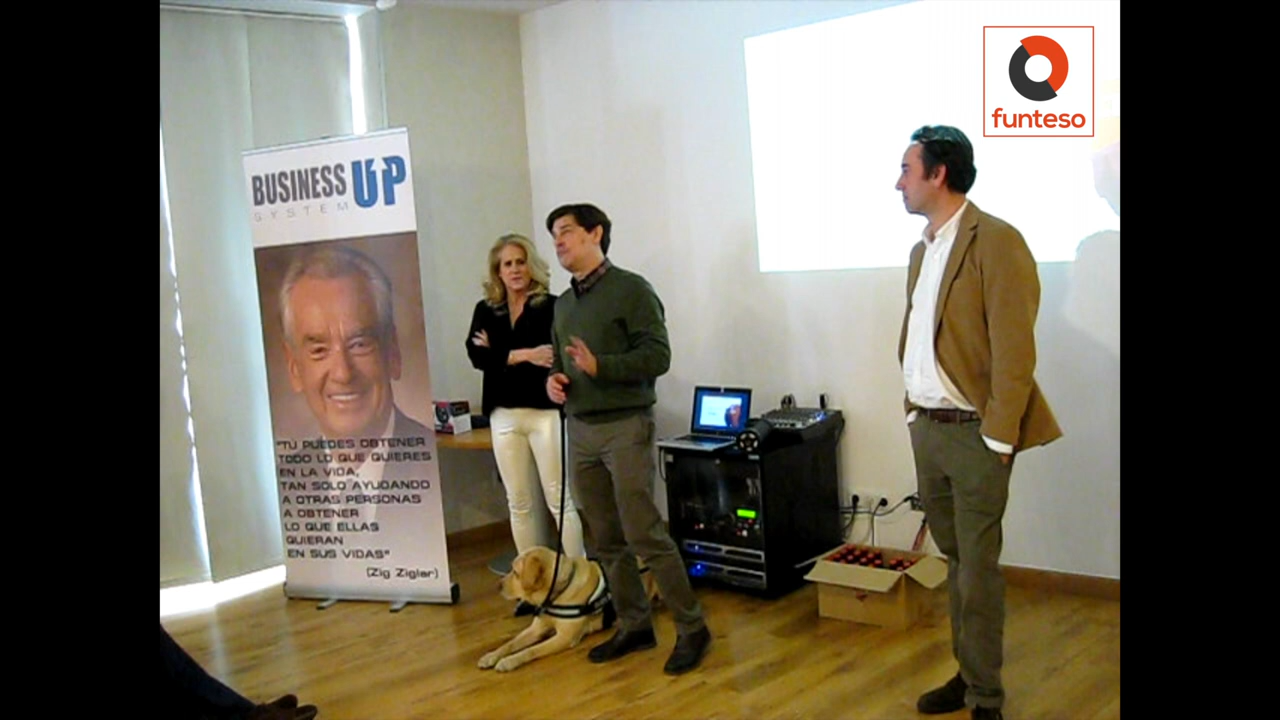 funteso
BUSINESS UP
SYSTEM
"TÚ PUEDES OBTENER
TODO LO QUE QUIERES
EN LA VIDA,
TAN SOLO AYUDANDO
A OTRAS PERSONAS
A OBTENER
LO QUE ELLAS
QUIERAN
EN SUS VIDAS"
(Zig Ziglar)